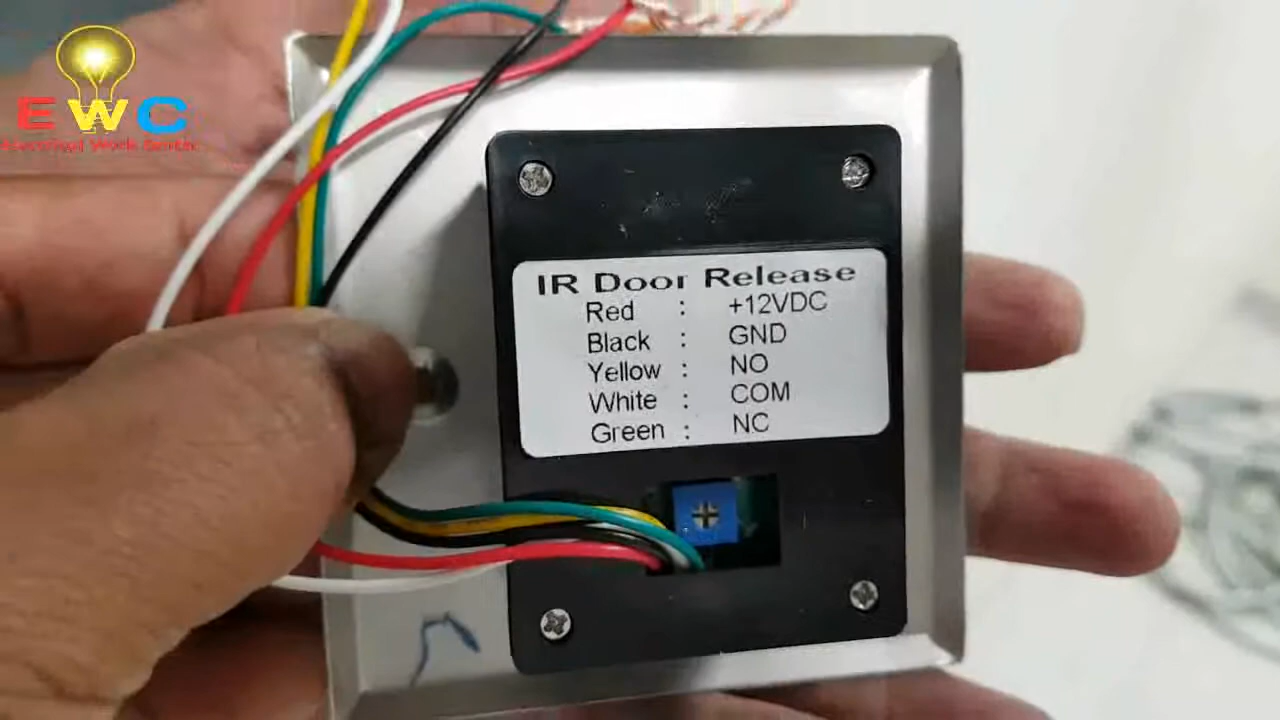 EWC
IR Door Release
Red : +12VDC
Black : GND
Yellow : NO
White : COM
Green : NC